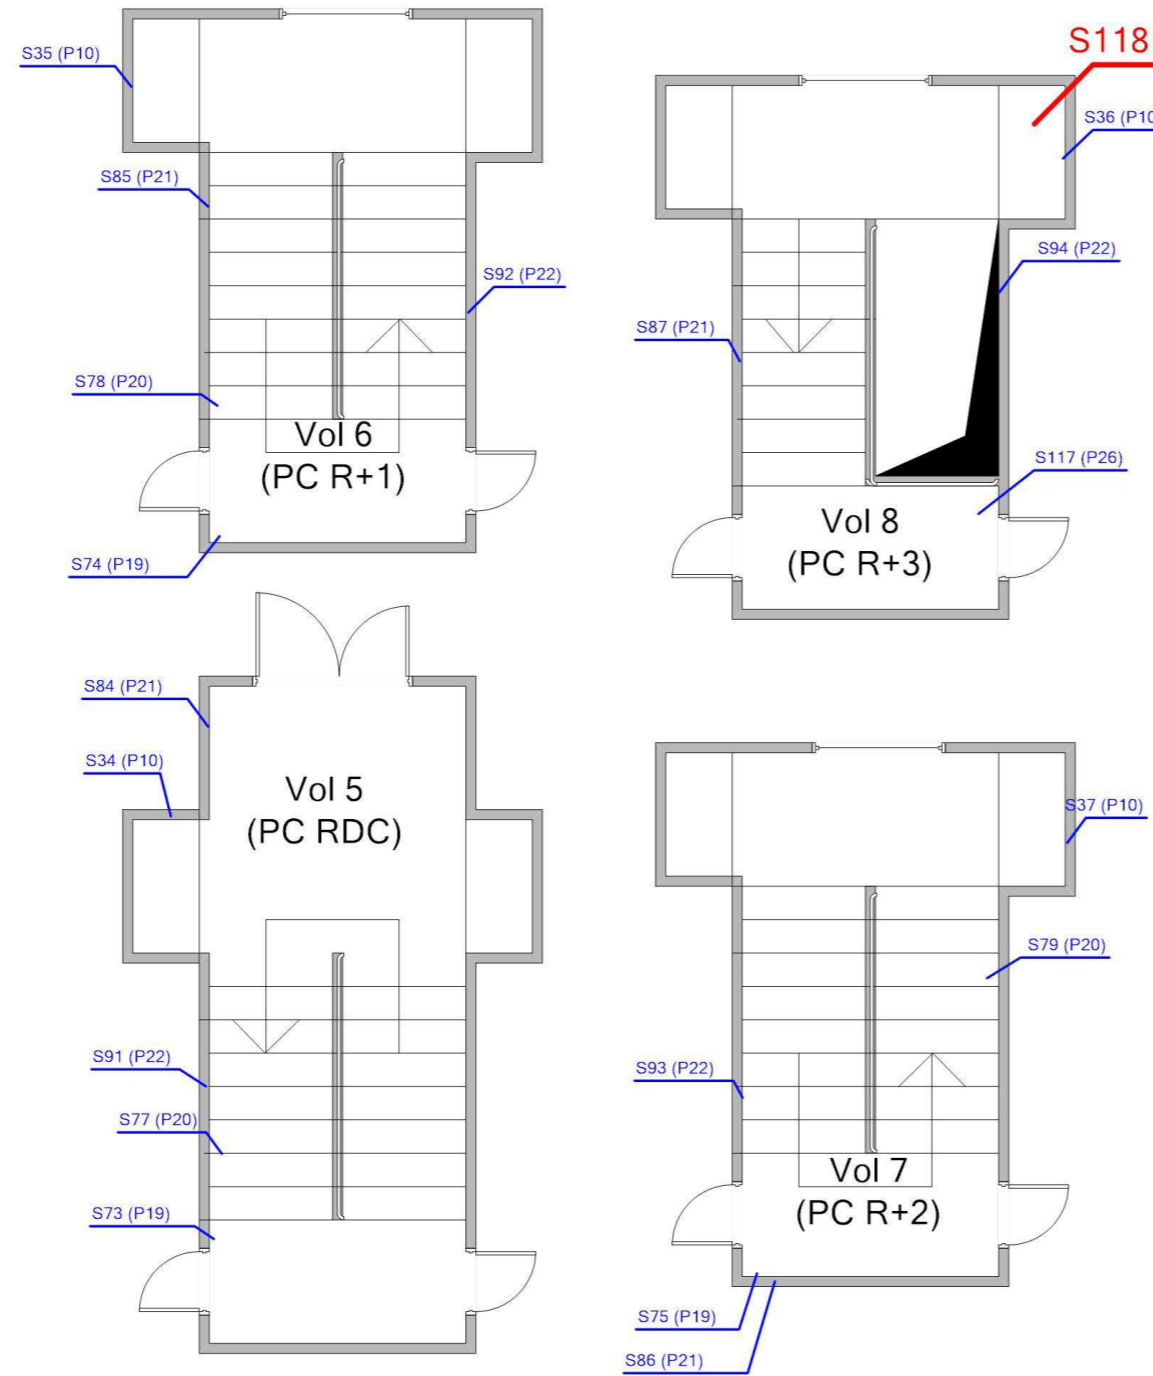 S35 (P10)
S85 (P21)
S92 (P22)
S78 (P20)
Vol 6
(PC R+1)
S74 (P19)
S118
S36 (P10
S94 (P22)
S87 (P21)
S117 (P26)
Vol 8
(PC R+3)
S84 (P21)
S34 (P10)
Vol 5
(PC RDC)
S91 (P22)
S77 (P20)
S73 (P19)
S37 (P10)
S79 (P20)
S93 (P22)
Vol 7
(PC R+2)
S75 (P19)
S86 (P21)